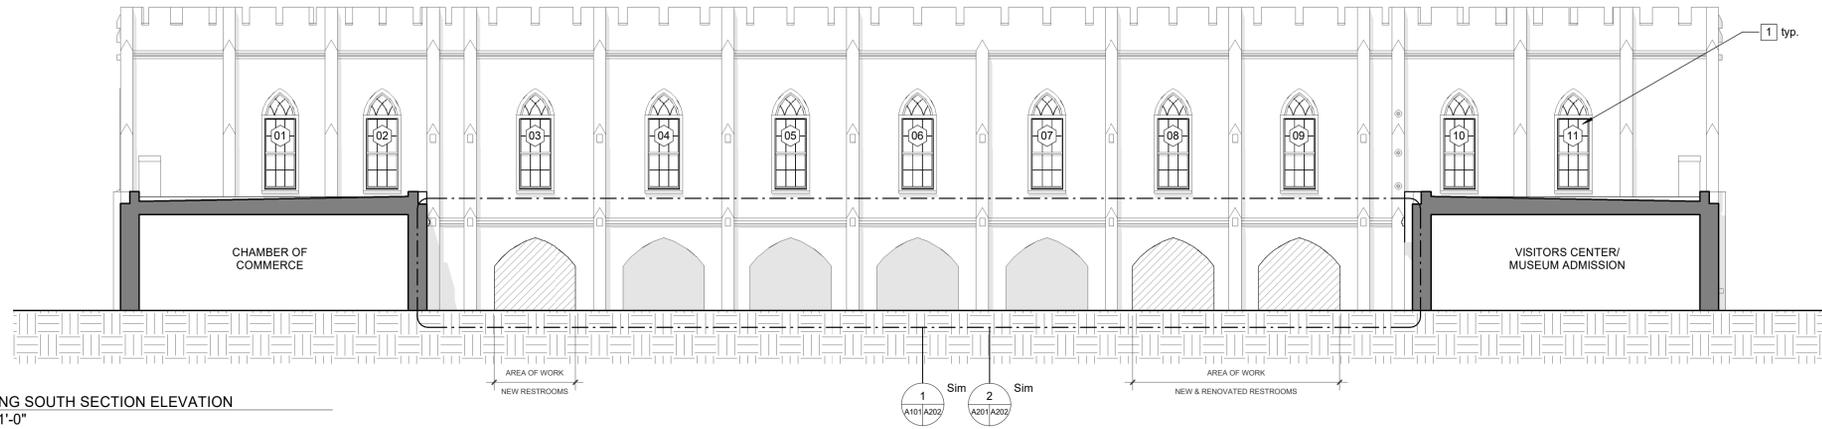 1 typ.
01
02
03
04
05
06
07
08
09
10
11
CHAMBER OF
COMMERCE
VISITORS CENTER/
MUSEUM ADMISSION
AREA OF WORK
NEW RESTROOMS
1
A101 A202
Sim
2
A201 A202
Sim
AREA OF WORK
NEW & RENOVATED RESTROOMS
NG SOUTH SECTION ELEVATION
1'-0"